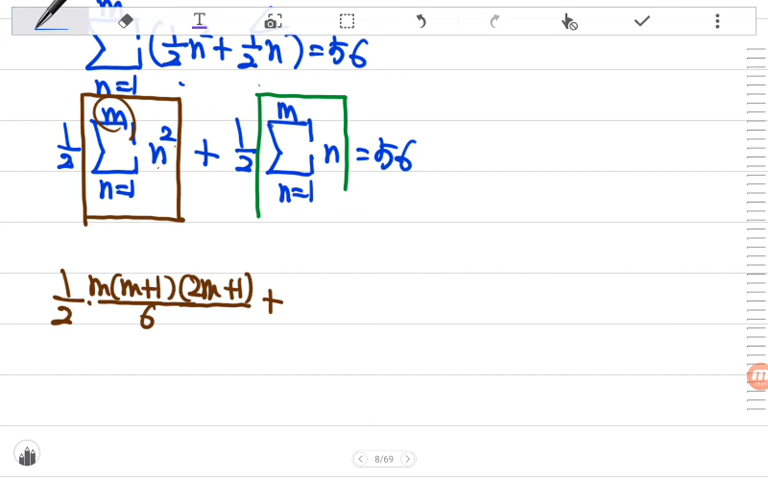 m
∑ (½n + ½n) = 56
n=1
½ m∑n=1 n² + ½ m∑n=1 n = 56
½ · m(m+1)(2m+1)/6 +
8/69